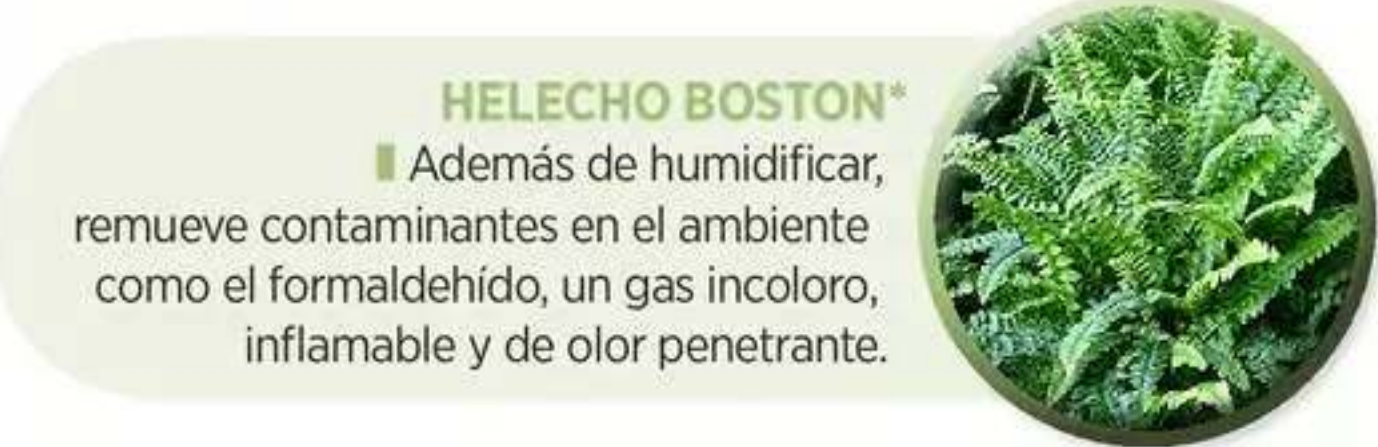 HELECHO BOSTON*
Además de humidificar,
remueve contaminantes en el ambiente
como el formaldehído, un gas incoloro,
inflamable y de olor penetrante.